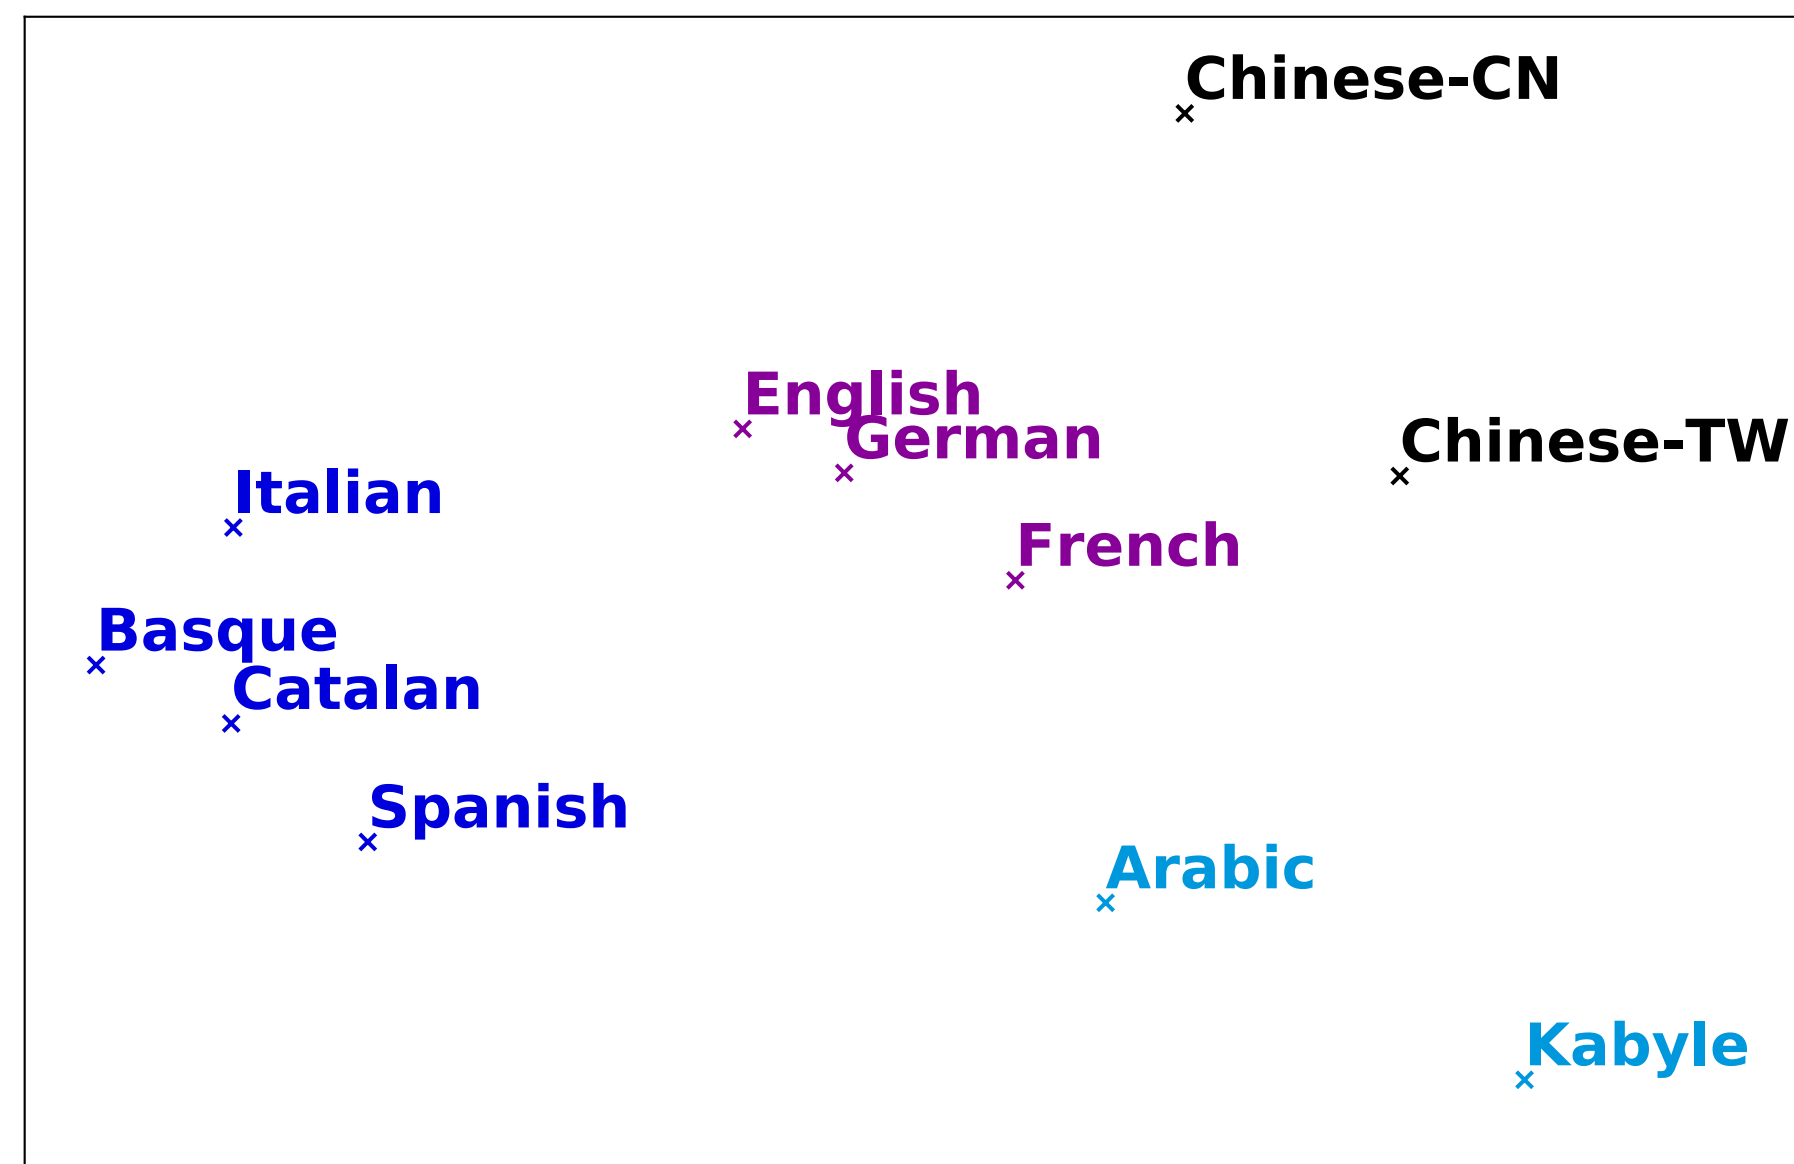 Chinese-CN
English
German
Chinese-TW
Italian
French
Basque
Catalan
Spanish
Arabic
Kabyle